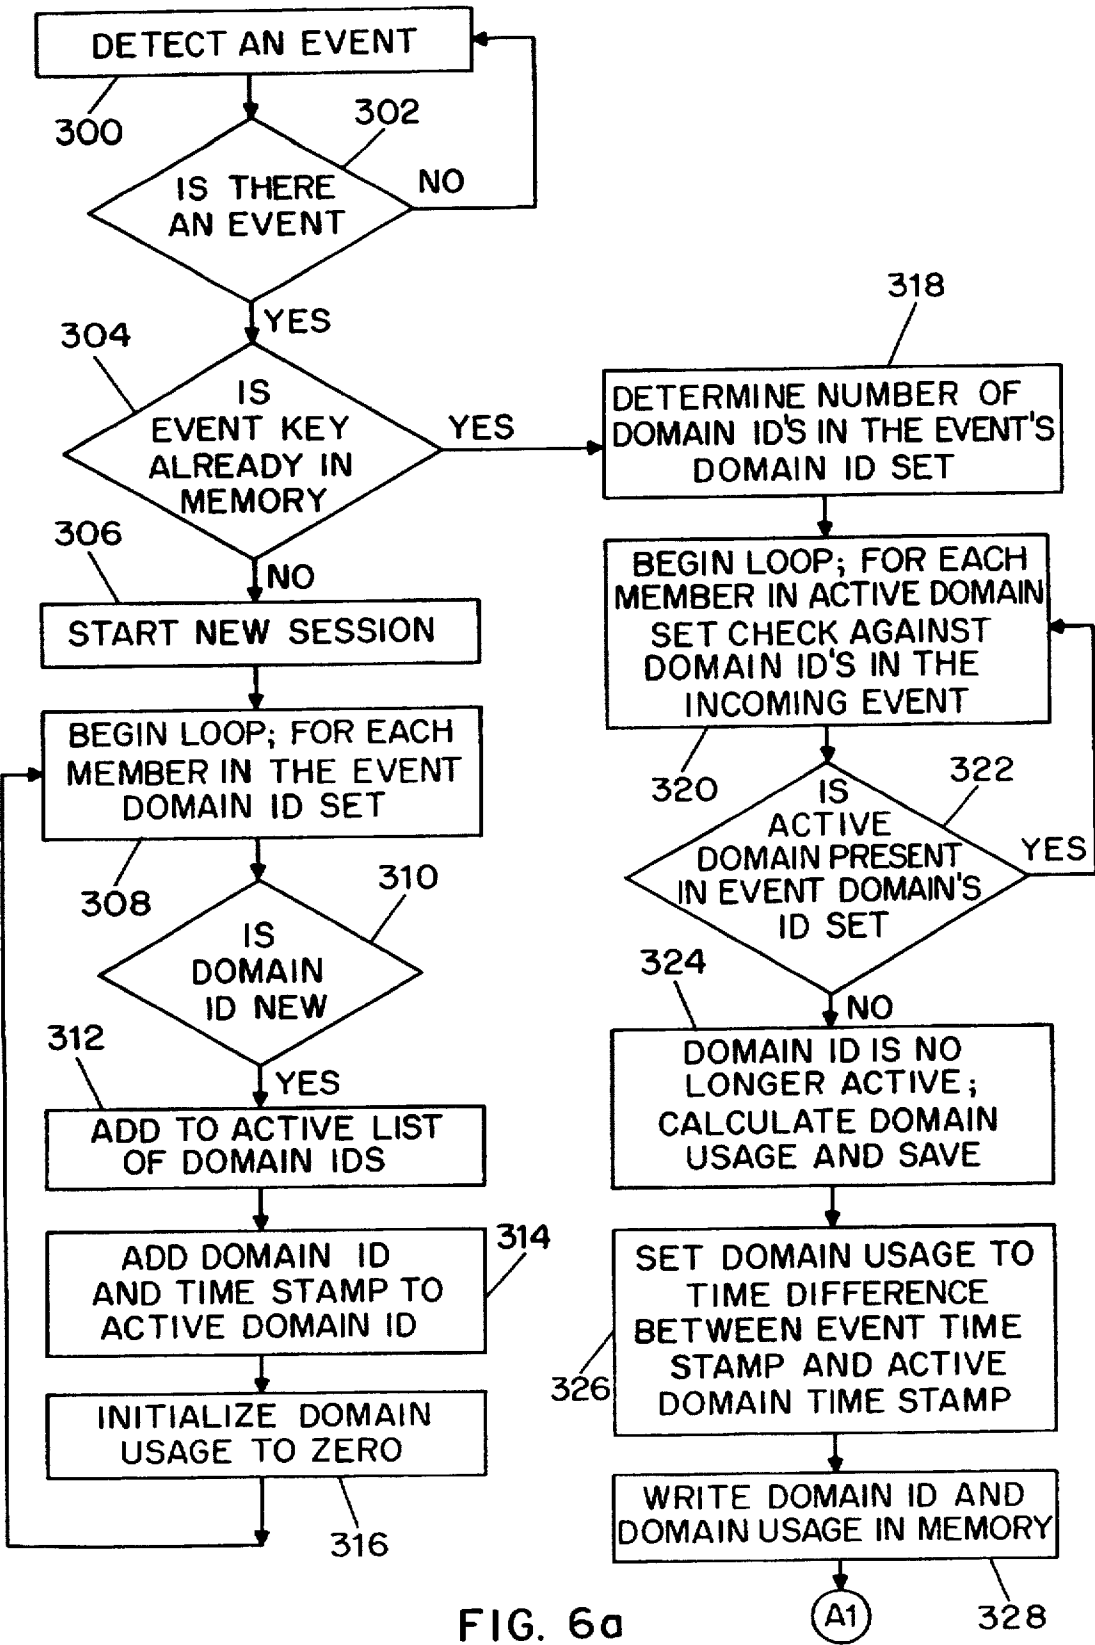 DETECT AN EVENT
300
302
IS THERE
AN EVENT
NO
YES
304
IS
EVENT KEY
ALREADY IN
MEMORY
YES
NO
306
START NEW SESSION
BEGIN LOOP; FOR EACH
MEMBER IN THE EVENT
DOMAIN ID SET
308
310
IS
DOMAIN
ID NEW
312
YES
ADD TO ACTIVE LIST
OF DOMAIN IDS
ADD DOMAIN ID
AND TIME STAMP TO
ACTIVE DOMAIN ID
314
INITIALIZE DOMAIN
USAGE TO ZERO
316
318
DETERMINE NUMBER OF
DOMAIN ID'S IN THE EVENT'S
DOMAIN ID SET
BEGIN LOOP; FOR EACH
MEMBER IN ACTIVE DOMAIN
SET CHECK AGAINST
DOMAIN ID'S IN THE
INCOMING EVENT
320
322
IS
ACTIVE
DOMAIN PRESENT
IN EVENT DOMAIN'S
ID SET
YES
324
NO
DOMAIN ID IS NO
LONGER ACTIVE;
CALCULATE DOMAIN
USAGE AND SAVE
SET DOMAIN USAGE TO
TIME DIFFERENCE
BETWEEN EVENT TIME
STAMP AND ACTIVE
DOMAIN TIME STAMP
326
WRITE DOMAIN ID AND
DOMAIN USAGE IN MEMORY
328
A1
FIG. 6a